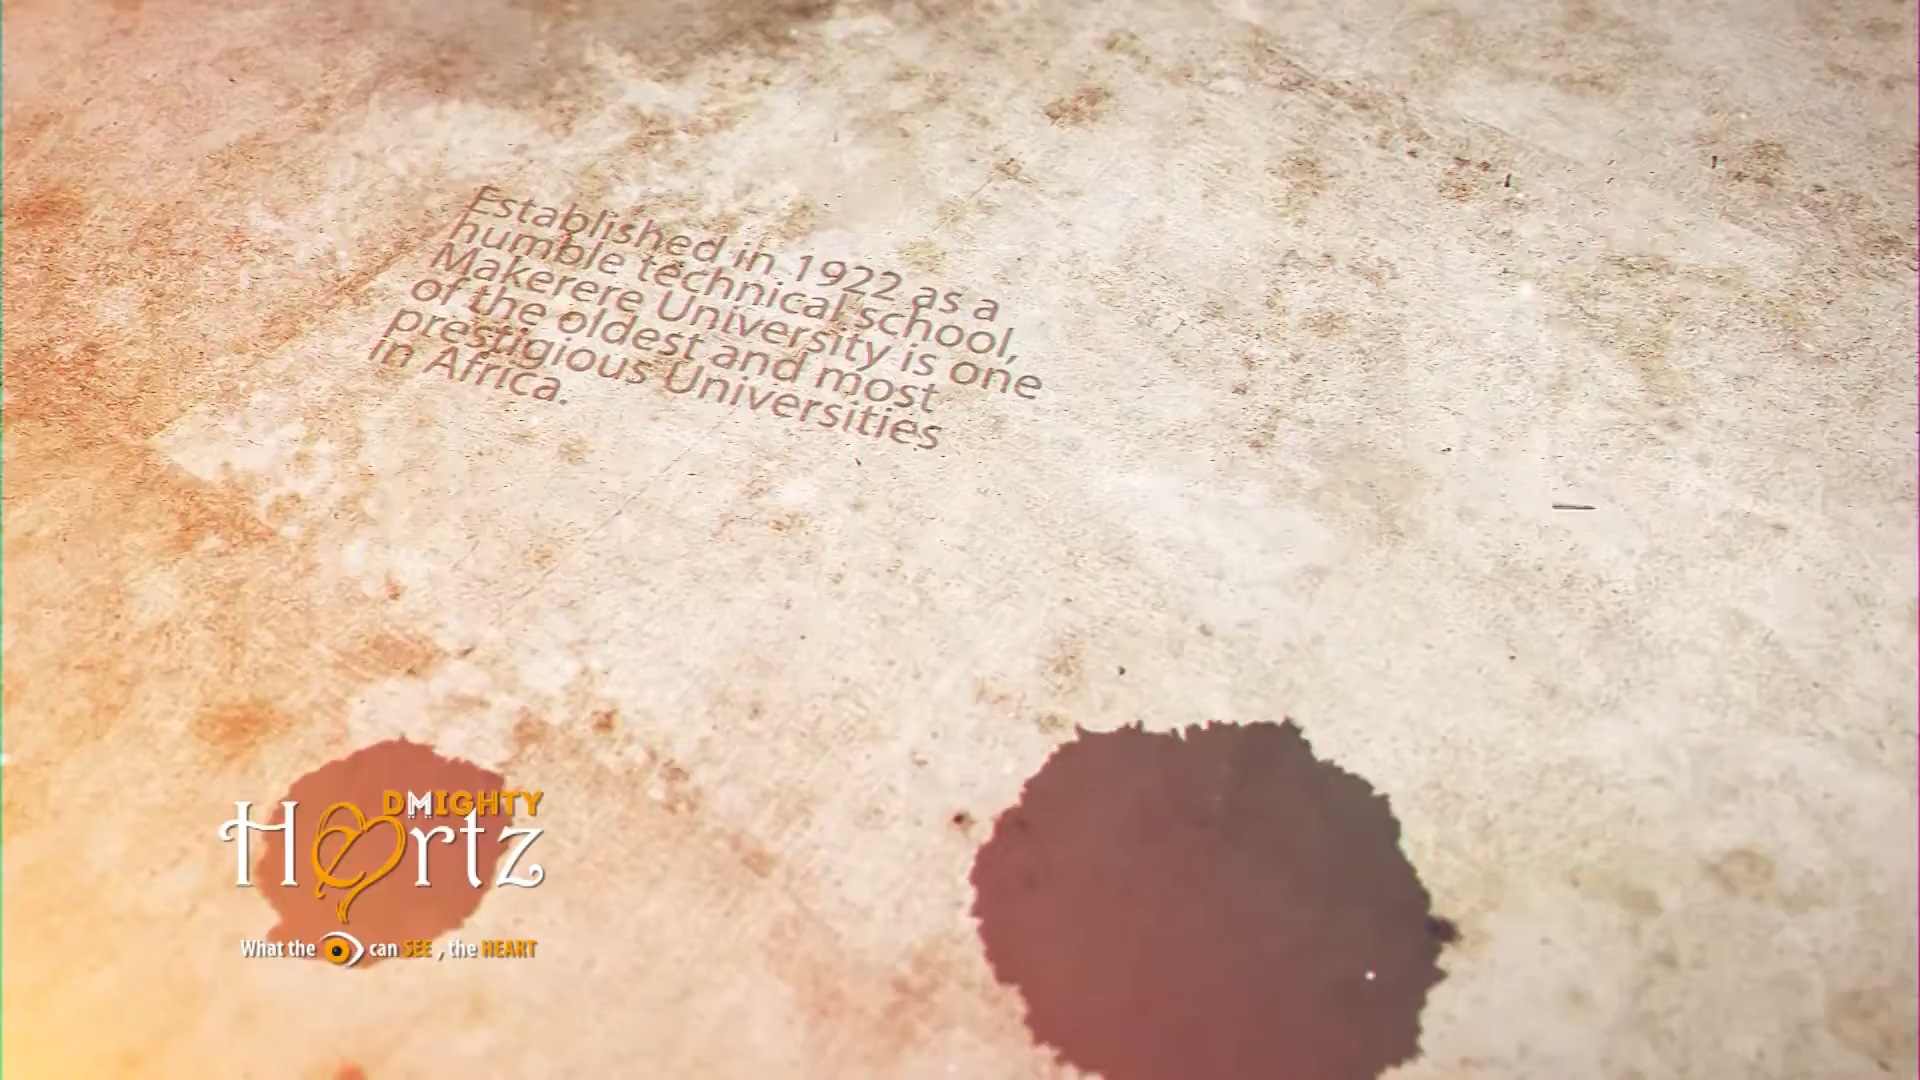 Established in 1922 as a
humble technical school,
Makerere University is one
of the oldest and most
prestigious Universities
in Africa.
DMIGHTY
Hertz
What the can SEE , the HEART